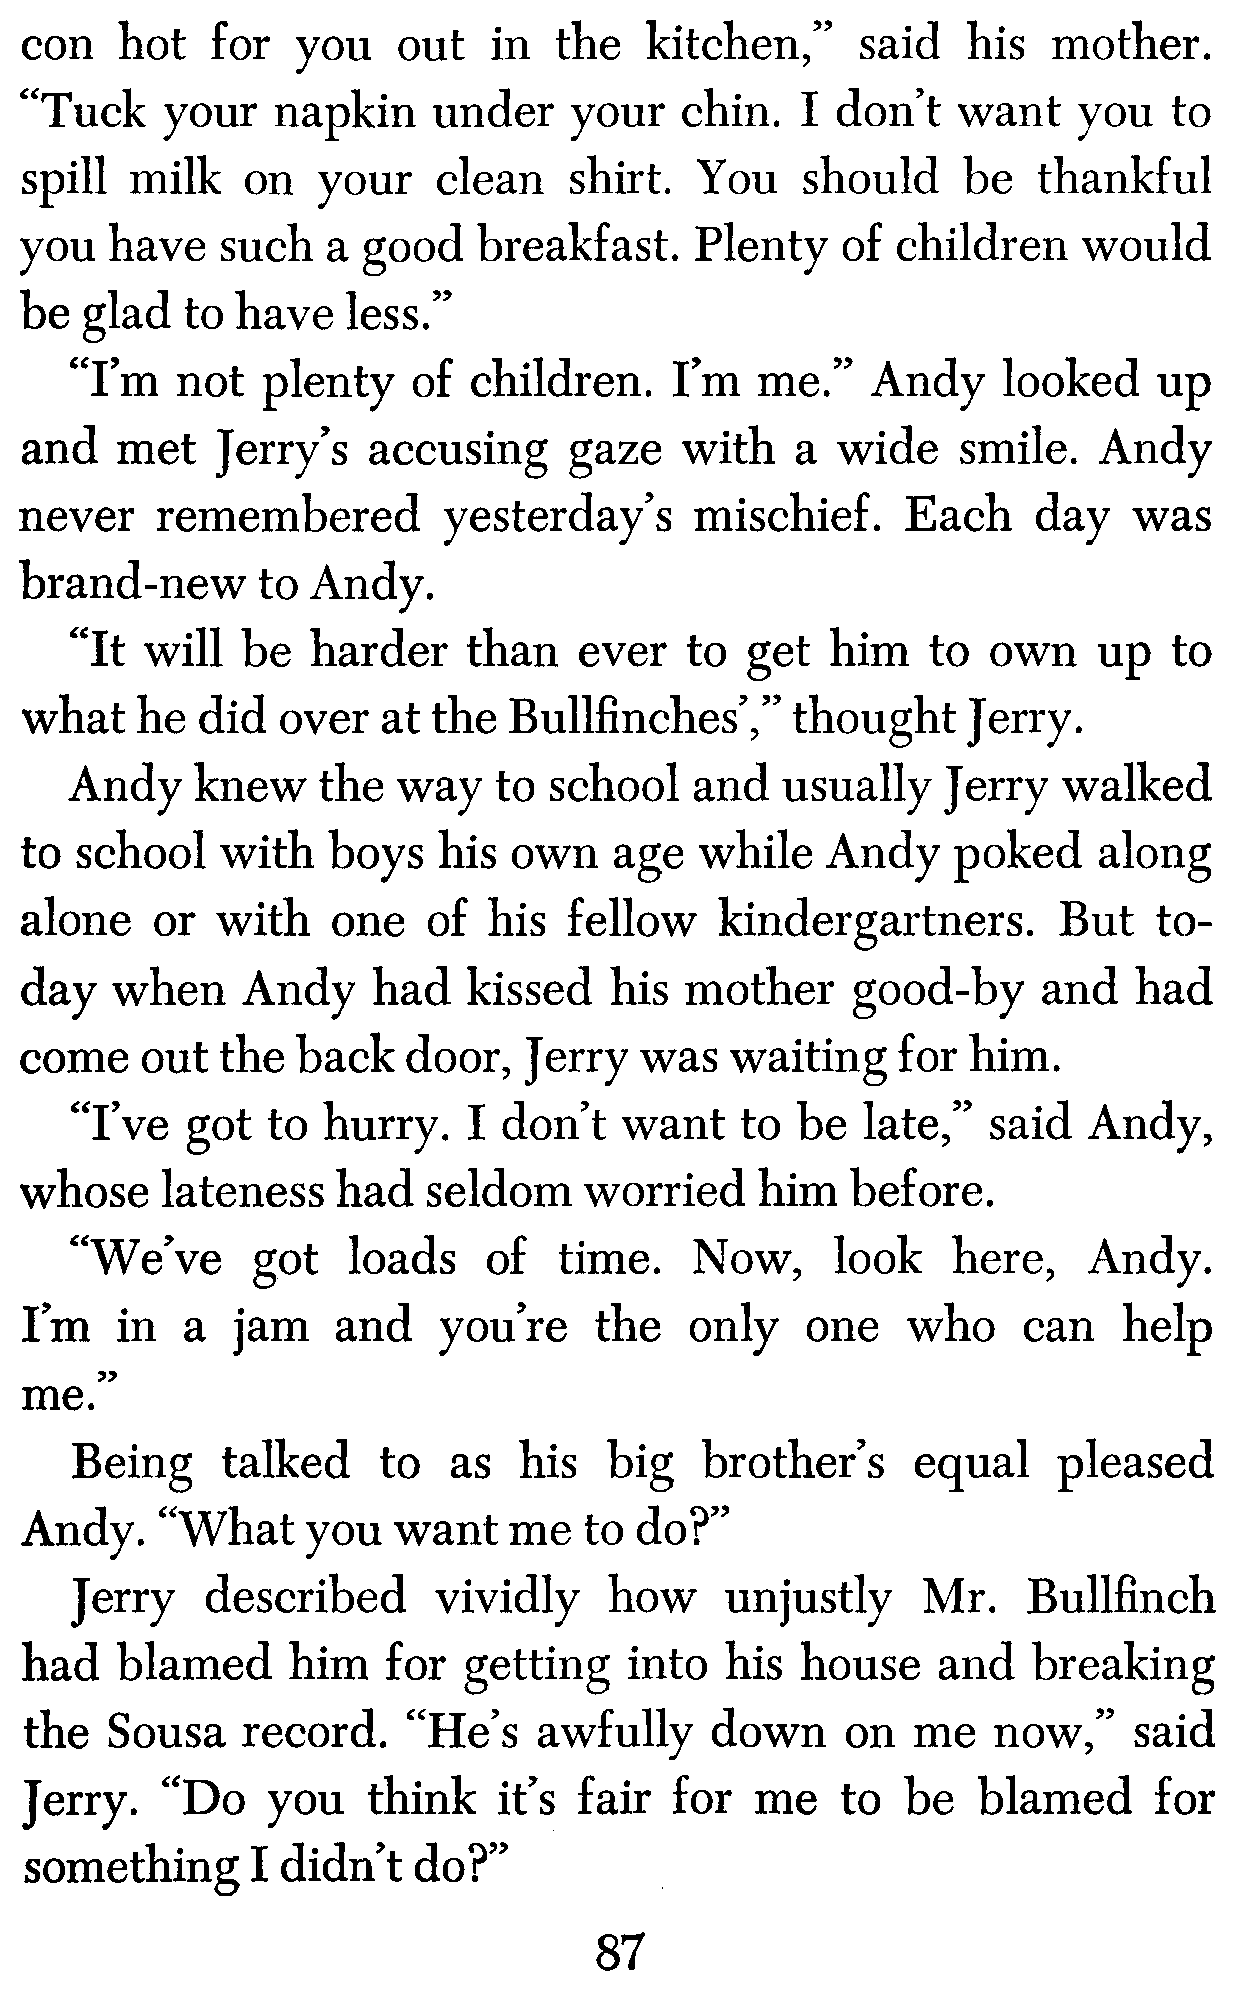 con hot for you out in the kitchen,” said his mother.
“Tuck your napkin under your chin. I don’t want you to
spill milk on your clean shirt. You should be thankful
you have such a good breakfast. Plenty of children would
be glad to have less.”
“I’m not plenty of children. I’m me.” Andy looked up
and met Jerry’s accusing gaze with a wide smile. Andy
never remembered yesterday’s mischief. Each day was
brand-new to Andy.
“It will be harder than ever to get him to own up to
what he did over at the Bullfinches’,” thought Jerry.
Andy knew the way to school and usually Jerry walked
to school with boys his own age while Andy poked along
alone or with one of his fellow kindergartners. But to-
day when Andy had kissed his mother good-by and had
come out the back door, Jerry was waiting for him.
“I’ve got to hurry. I don’t want to be late,” said Andy,
whose lateness had seldom worried him before.
“We’ve got loads of time. Now, look here, Andy.
I’m in a jam and you’re the only one who can help
me.”
Being talked to as his big brother’s equal pleased
Andy. “What you want me to do?”
Jerry described vividly how unjustly Mr. Bullfinch
had blamed him for getting into his house and breaking
the Sousa record. “He’s awfully down on me now,” said
Jerry. “Do you think it’s fair for me to be blamed for
something I didn’t do?”
87